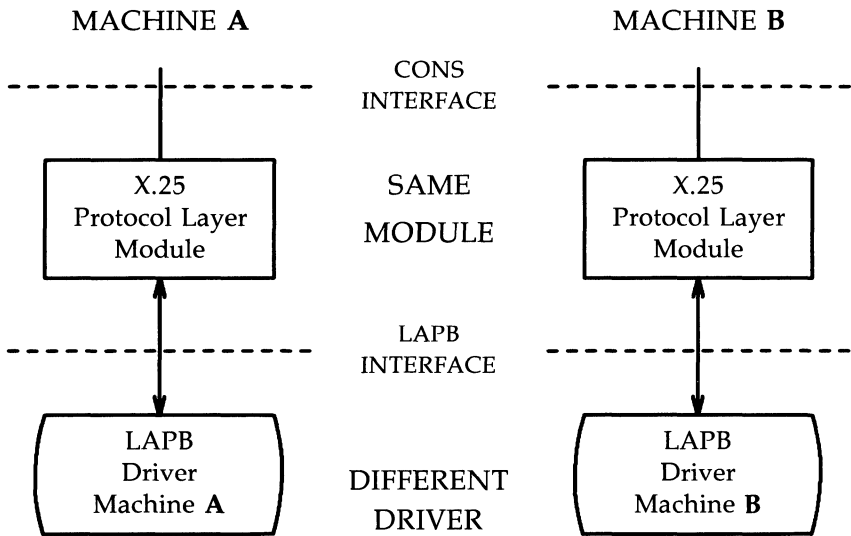 MACHINE A
MACHINE B
CONS
INTERFACE
X.25
Protocol Layer
Module
SAME
MODULE
X.25
Protocol Layer
Module
LAPB
INTERFACE
LAPB
Driver
Machine A
DIFFERENT
DRIVER
LAPB
Driver
Machine B